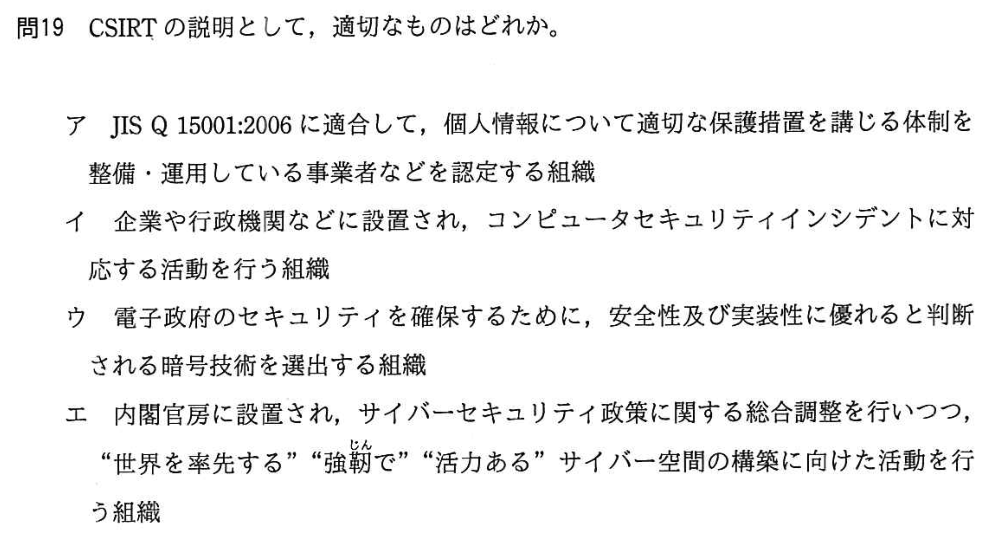 問19 CSIRTの説明として，適切なものはどれか。
ア JIS Q 15001:2006に適合して，個人情報について適切な保護措置を講じる体制を
整備・運用している事業者などを認定する組織
イ 企業や行政機関などに設置され，コンピュータセキュリティインシデントに対
応する活動を行う組織
ウ 電子政府のセキュリティを確保するために，安全性及び実装性に優れると判断
される暗号技術を選出する組織
エ 内閣官房に設置され，サイバーセキュリティ政策に関する総合調整を行いつつ，
じん
“世界を率先する”“強靭で”“活力ある”サイバー空間の構築に向けた活動を行
う組織